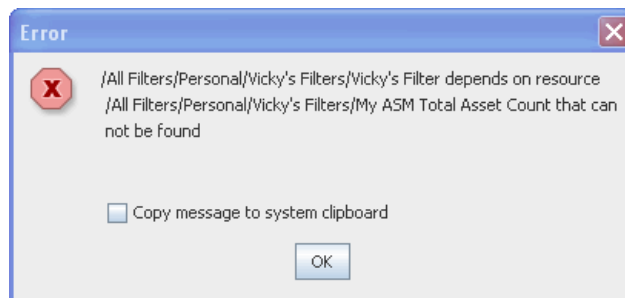 Error
/All Filters/Personal/Vicky's Filters/Vicky's Filter depends on resource
/All Filters/Personal/Vicky's Filters/My ASM Total Asset Count that can
not be found
Copy message to system clipboard
OK